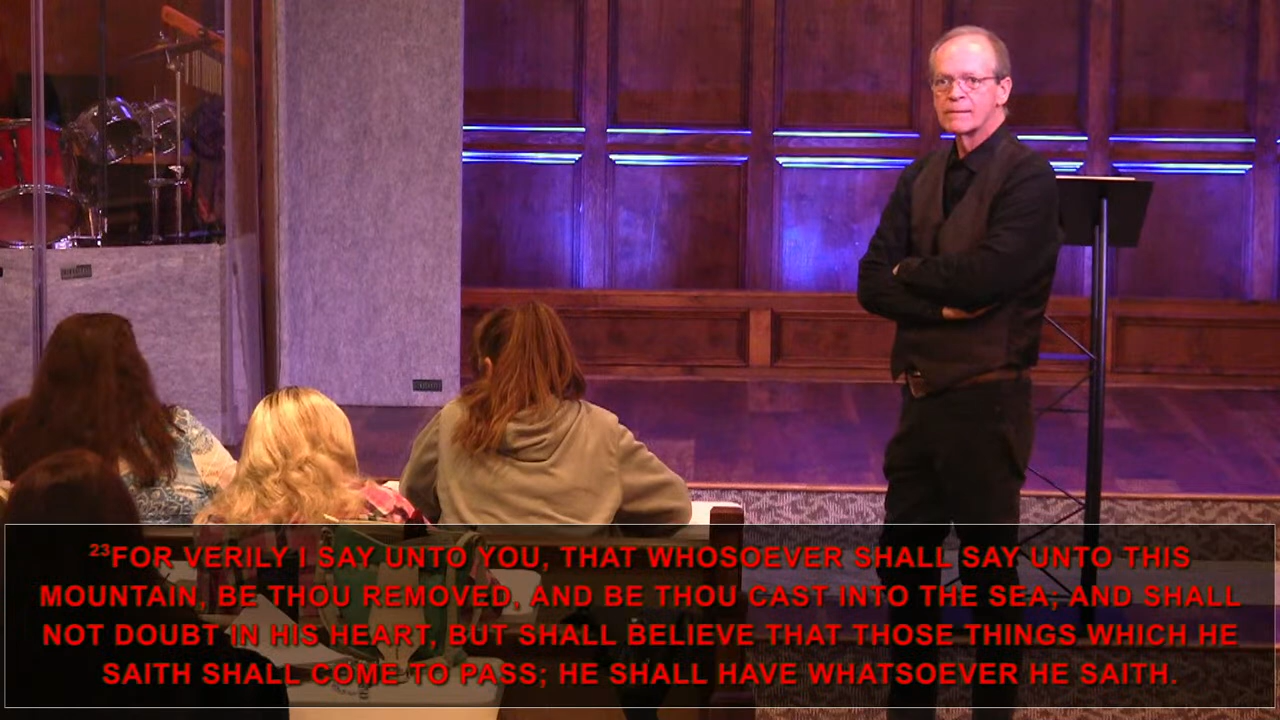 23FOR VERILY I SAY UNTO YOU, THAT WHOSOEVER SHALL SAY UNTO THIS
MOUNTAIN, BE THOU REMOVED, AND BE THOU CAST INTO THE SEA; AND SHALL
NOT DOUBT IN HIS HEART, BUT SHALL BELIEVE THAT THOSE THINGS WHICH HE
SAITH SHALL COME TO PASS; HE SHALL HAVE WHATSOEVER HE SAITH.